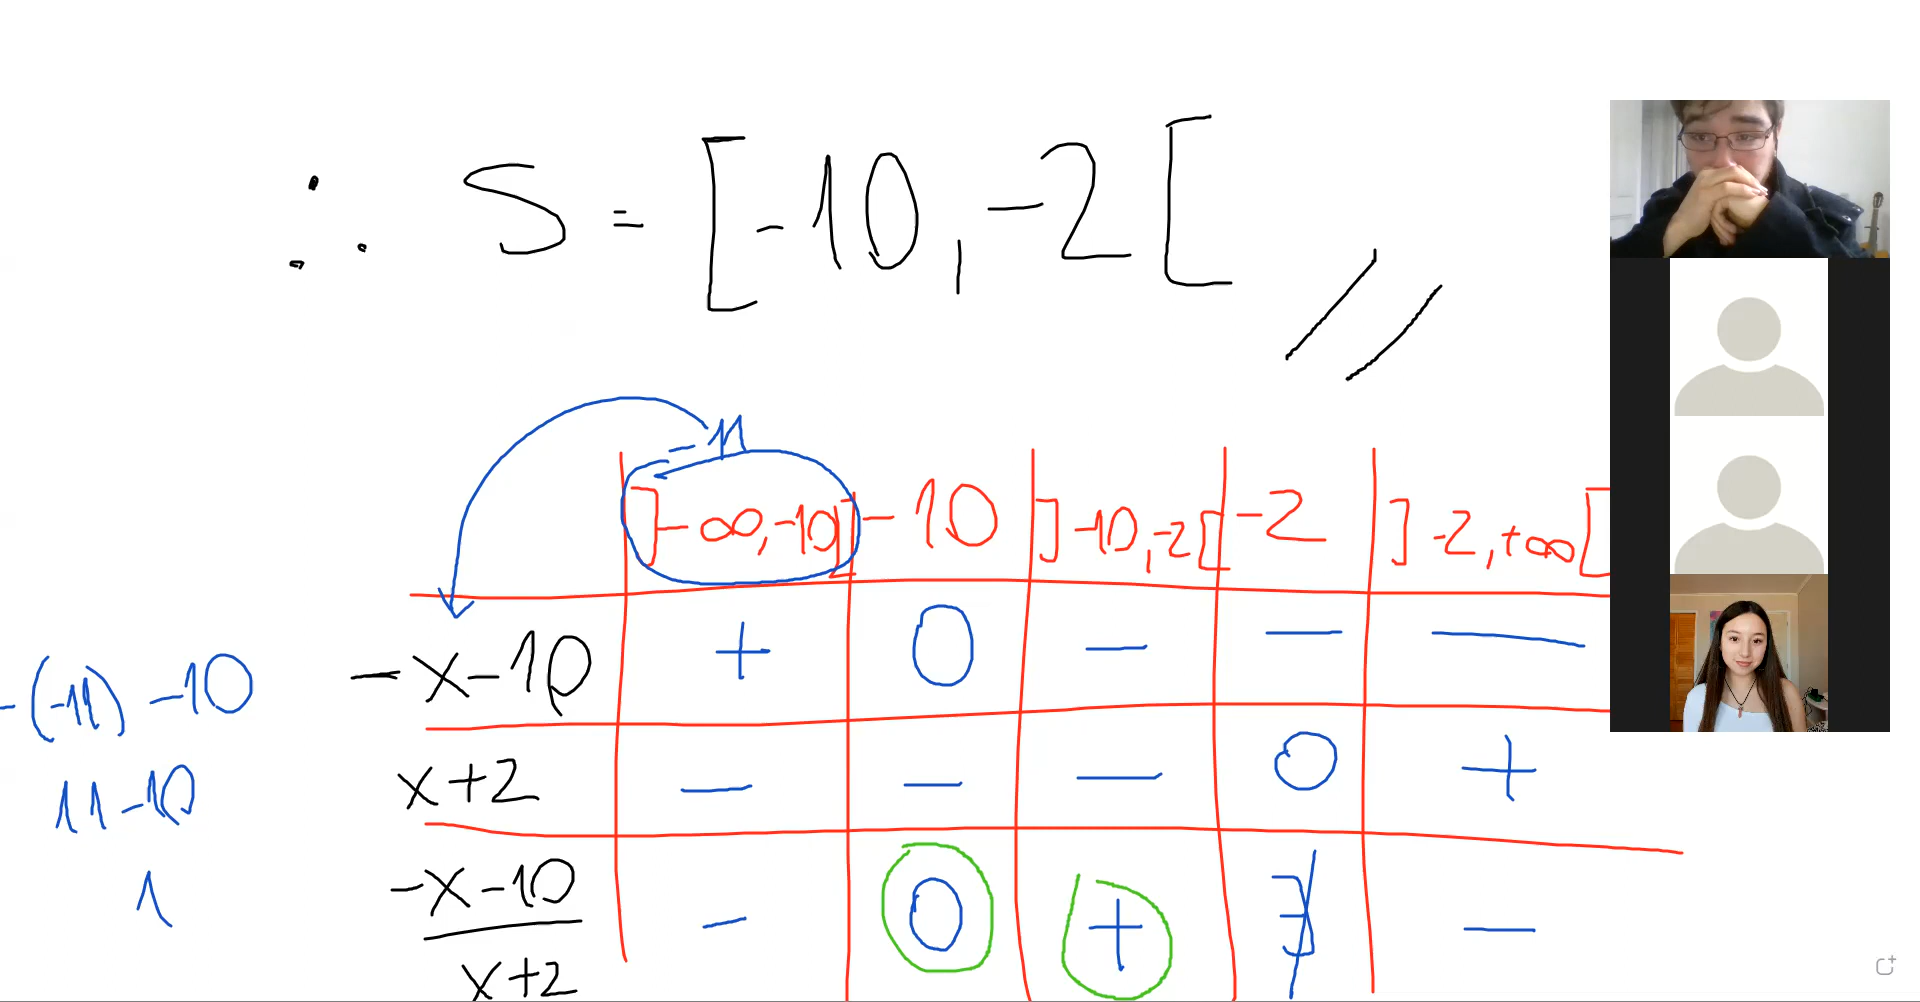 ∴ S = [-10, -2[ //
-11
]-∞, -10[ -10 ]-10, -2[ -2 ]-2, +∞[
-x-10 + 0 - - -
-(-11) -10
x+2 - - - 0 +
11-10
-x-10
1
- 0 + ∄ -
x+2